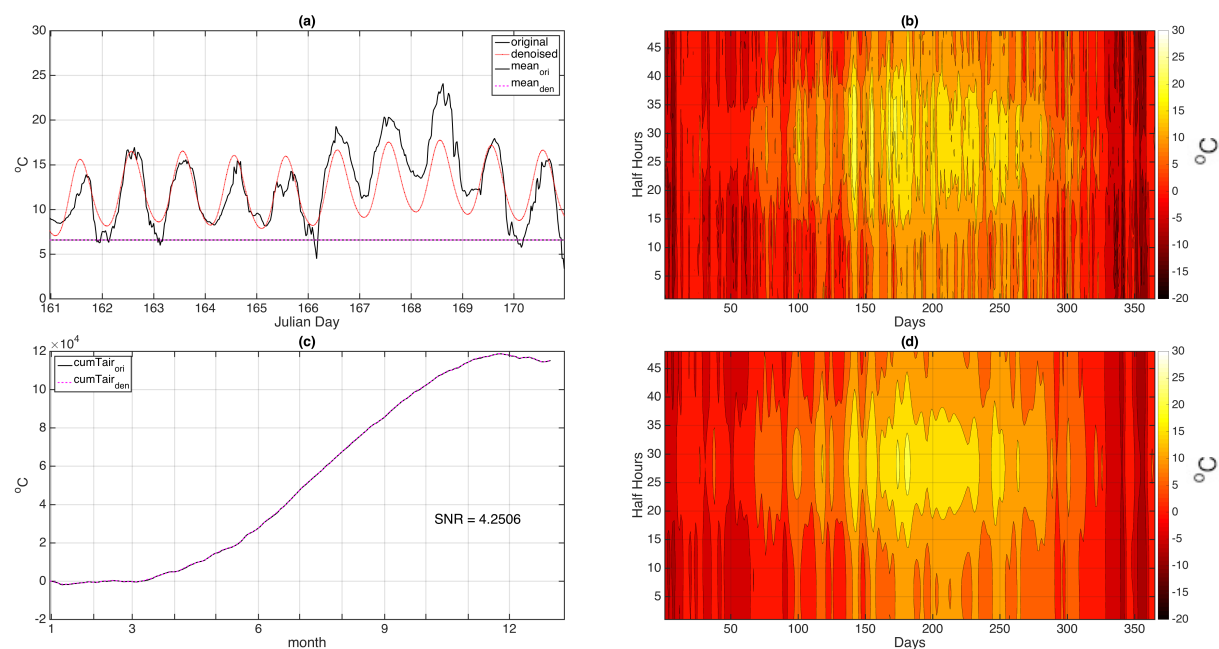 (a)
30
25
20
15
10
5
0
°C
161 162 163 164 165 166 167 168 169 170
Julian Day
original
denoised
mean_ori
mean_den
(b)
45
40
35
30
25
20
15
10
5
Half Hours
50 100 150 200 250 300 350
Days
30
25
20
15
10
5
0
-5
-10
-15
-20
°C
(c)
×10⁴
12
10
8
6
4
2
0
-2
°C
1 3 6 9 12
month
cumTair_ori
cumTair_den
SNR = 4.2506
(d)
45
40
35
30
25
20
15
10
5
Half Hours
50 100 150 200 250 300 350
Days
30
25
20
15
10
5
0
-5
-10
-15
-20
°C